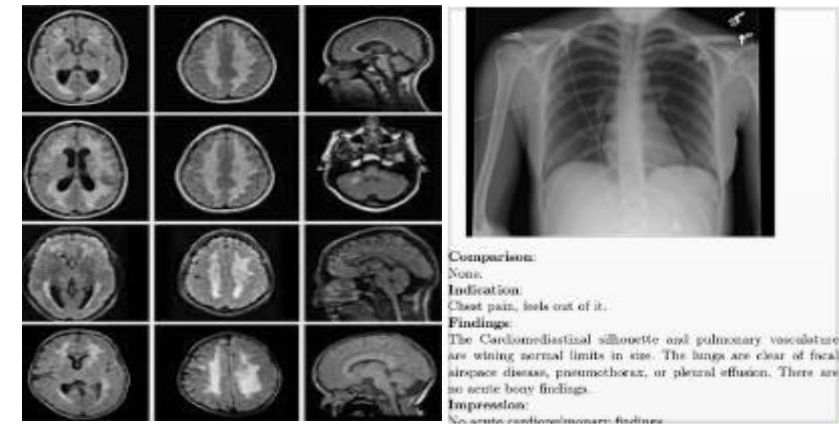 Comparison:
None.
Indication:
Chest pain, feels out of it.
Findings:
The Cardiomediastinal silhouette and pulmonary vasculature
are wining normal limits in size. The lungs are clear of focal
airspace disease, pneumothorax, or pleural effusion. There are
no acute bony findings.
Impression:
No acute cardiopulmonary findings